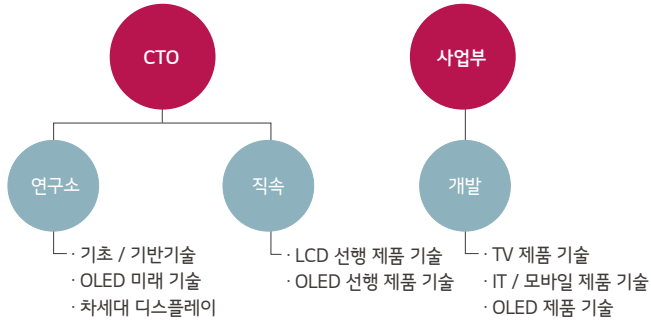 CTO
사업부
연구소
직속
개발
· 기초 / 기반기술
· OLED 미래 기술
· 차세대 디스플레이
· LCD 선행 제품 기술
· OLED 선행 제품 기술
· TV 제품 기술
· IT / 모바일 제품 기술
· OLED 제품 기술